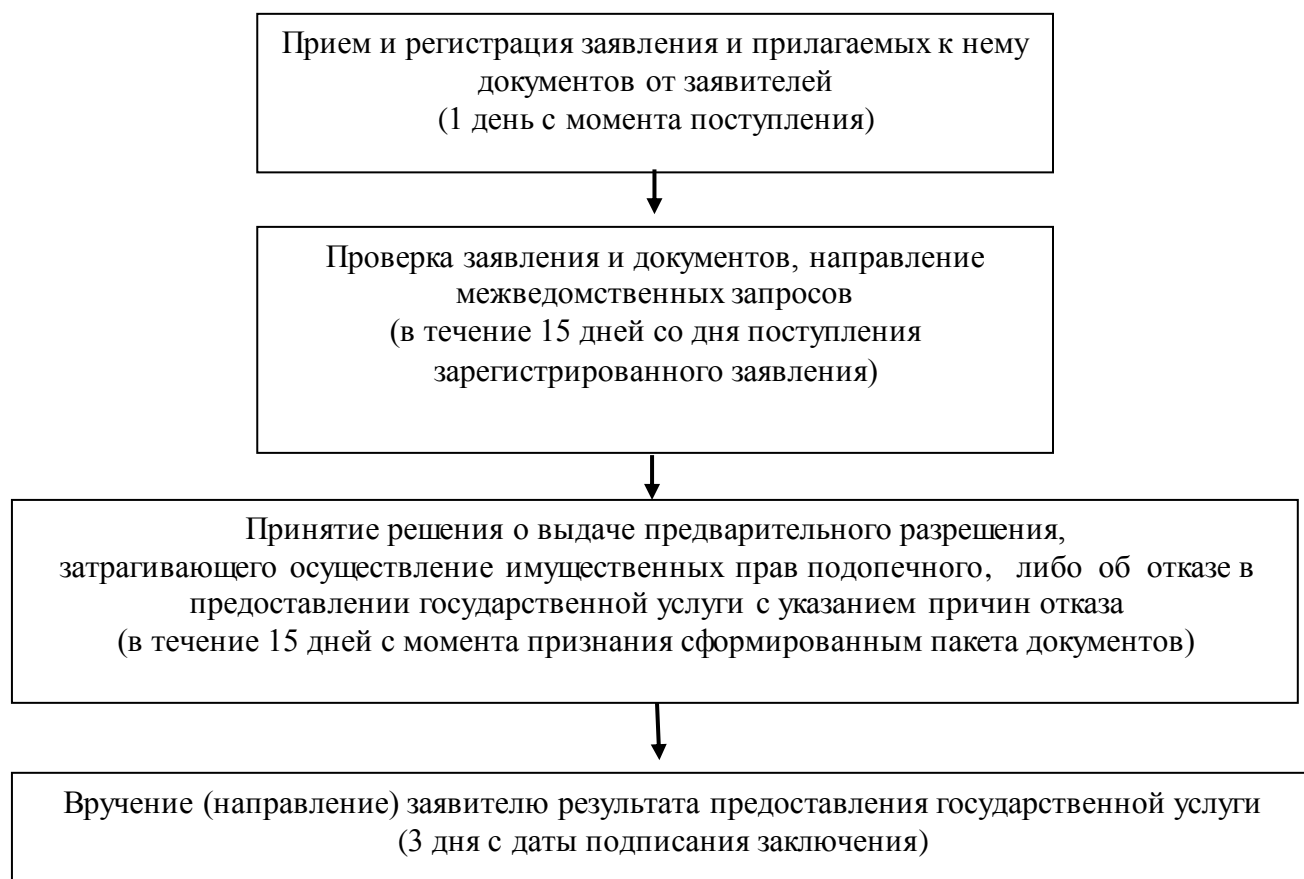 Прием и регистрация заявления и прилагаемых к нему
документов от заявителей
(1 день с момента поступления)
Проверка заявления и документов, направление
межведомственных запросов
(в течение 15 дней со дня поступления
зарегистрированного заявления)
Принятие решения о выдаче предварительного разрешения,
затрагивающего осуществление имущественных прав подопечного, либо об отказе в
предоставлении государственной услуги с указанием причин отказа
(в течение 15 дней с момента признания сформированным пакета документов)
Вручение (направление) заявителю результата предоставления государственной услуги
(3 дня с даты подписания заключения)